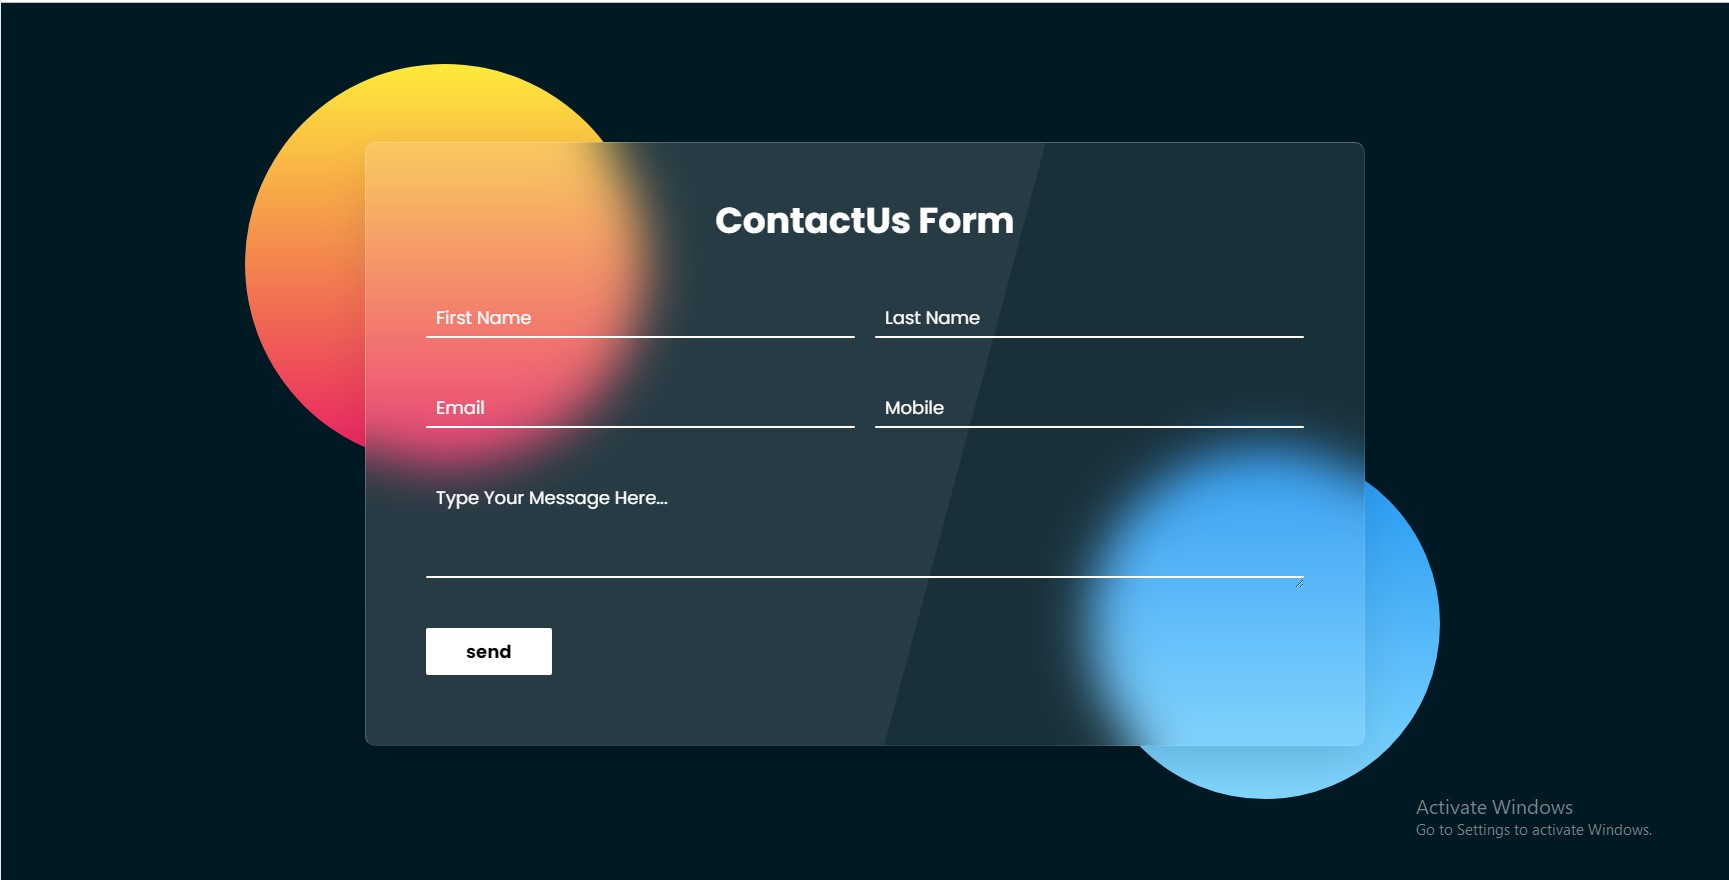 ContactUs Form
First Name
Last Name
Email
Mobile
Type Your Message Here...
send
Activate Windows
Go to Settings to activate Windows.